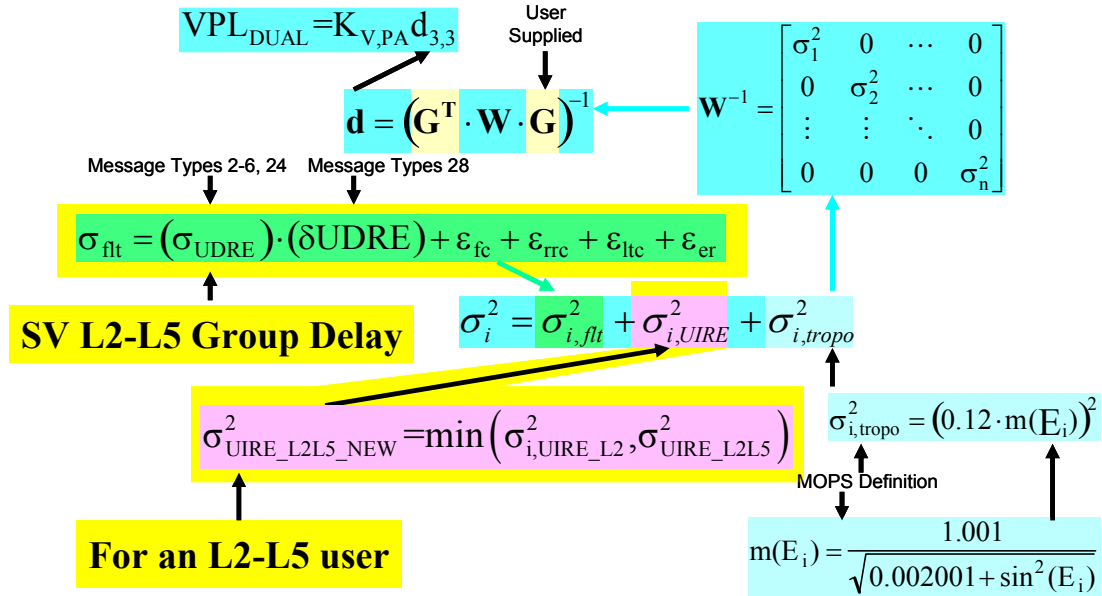 VPL_DUAL=K_V,PA d_3,3
User
Supplied
d = (G^T · W · G)^−1
W^−1 = [σ_1^2 0 ⋯ 0
0 σ_2^2 ⋯ 0
⋮ ⋮ ⋱ 0
0 0 0 σ_n^2]
Message Types 2-6, 24
Message Types 28
σ_flt = (σ_UDRE)·(δUDRE) + ε_fc + ε_rrc + ε_ltc + ε_er
SV L2-L5 Group Delay
σ_i^2 = σ_i,flt^2 + σ_i,UIRE^2 + σ_i,tropo^2
σ_UIRE_L2L5_NEW^2=min(σ_i,UIRE_L2^2,σ_UIRE_L2L5^2)
σ_i,tropo^2 = (0.12·m(E_i))^2
MOPS Definition
For an L2-L5 user
m(E_i) = 1.001 / √(0.002001+sin^2(E_i))